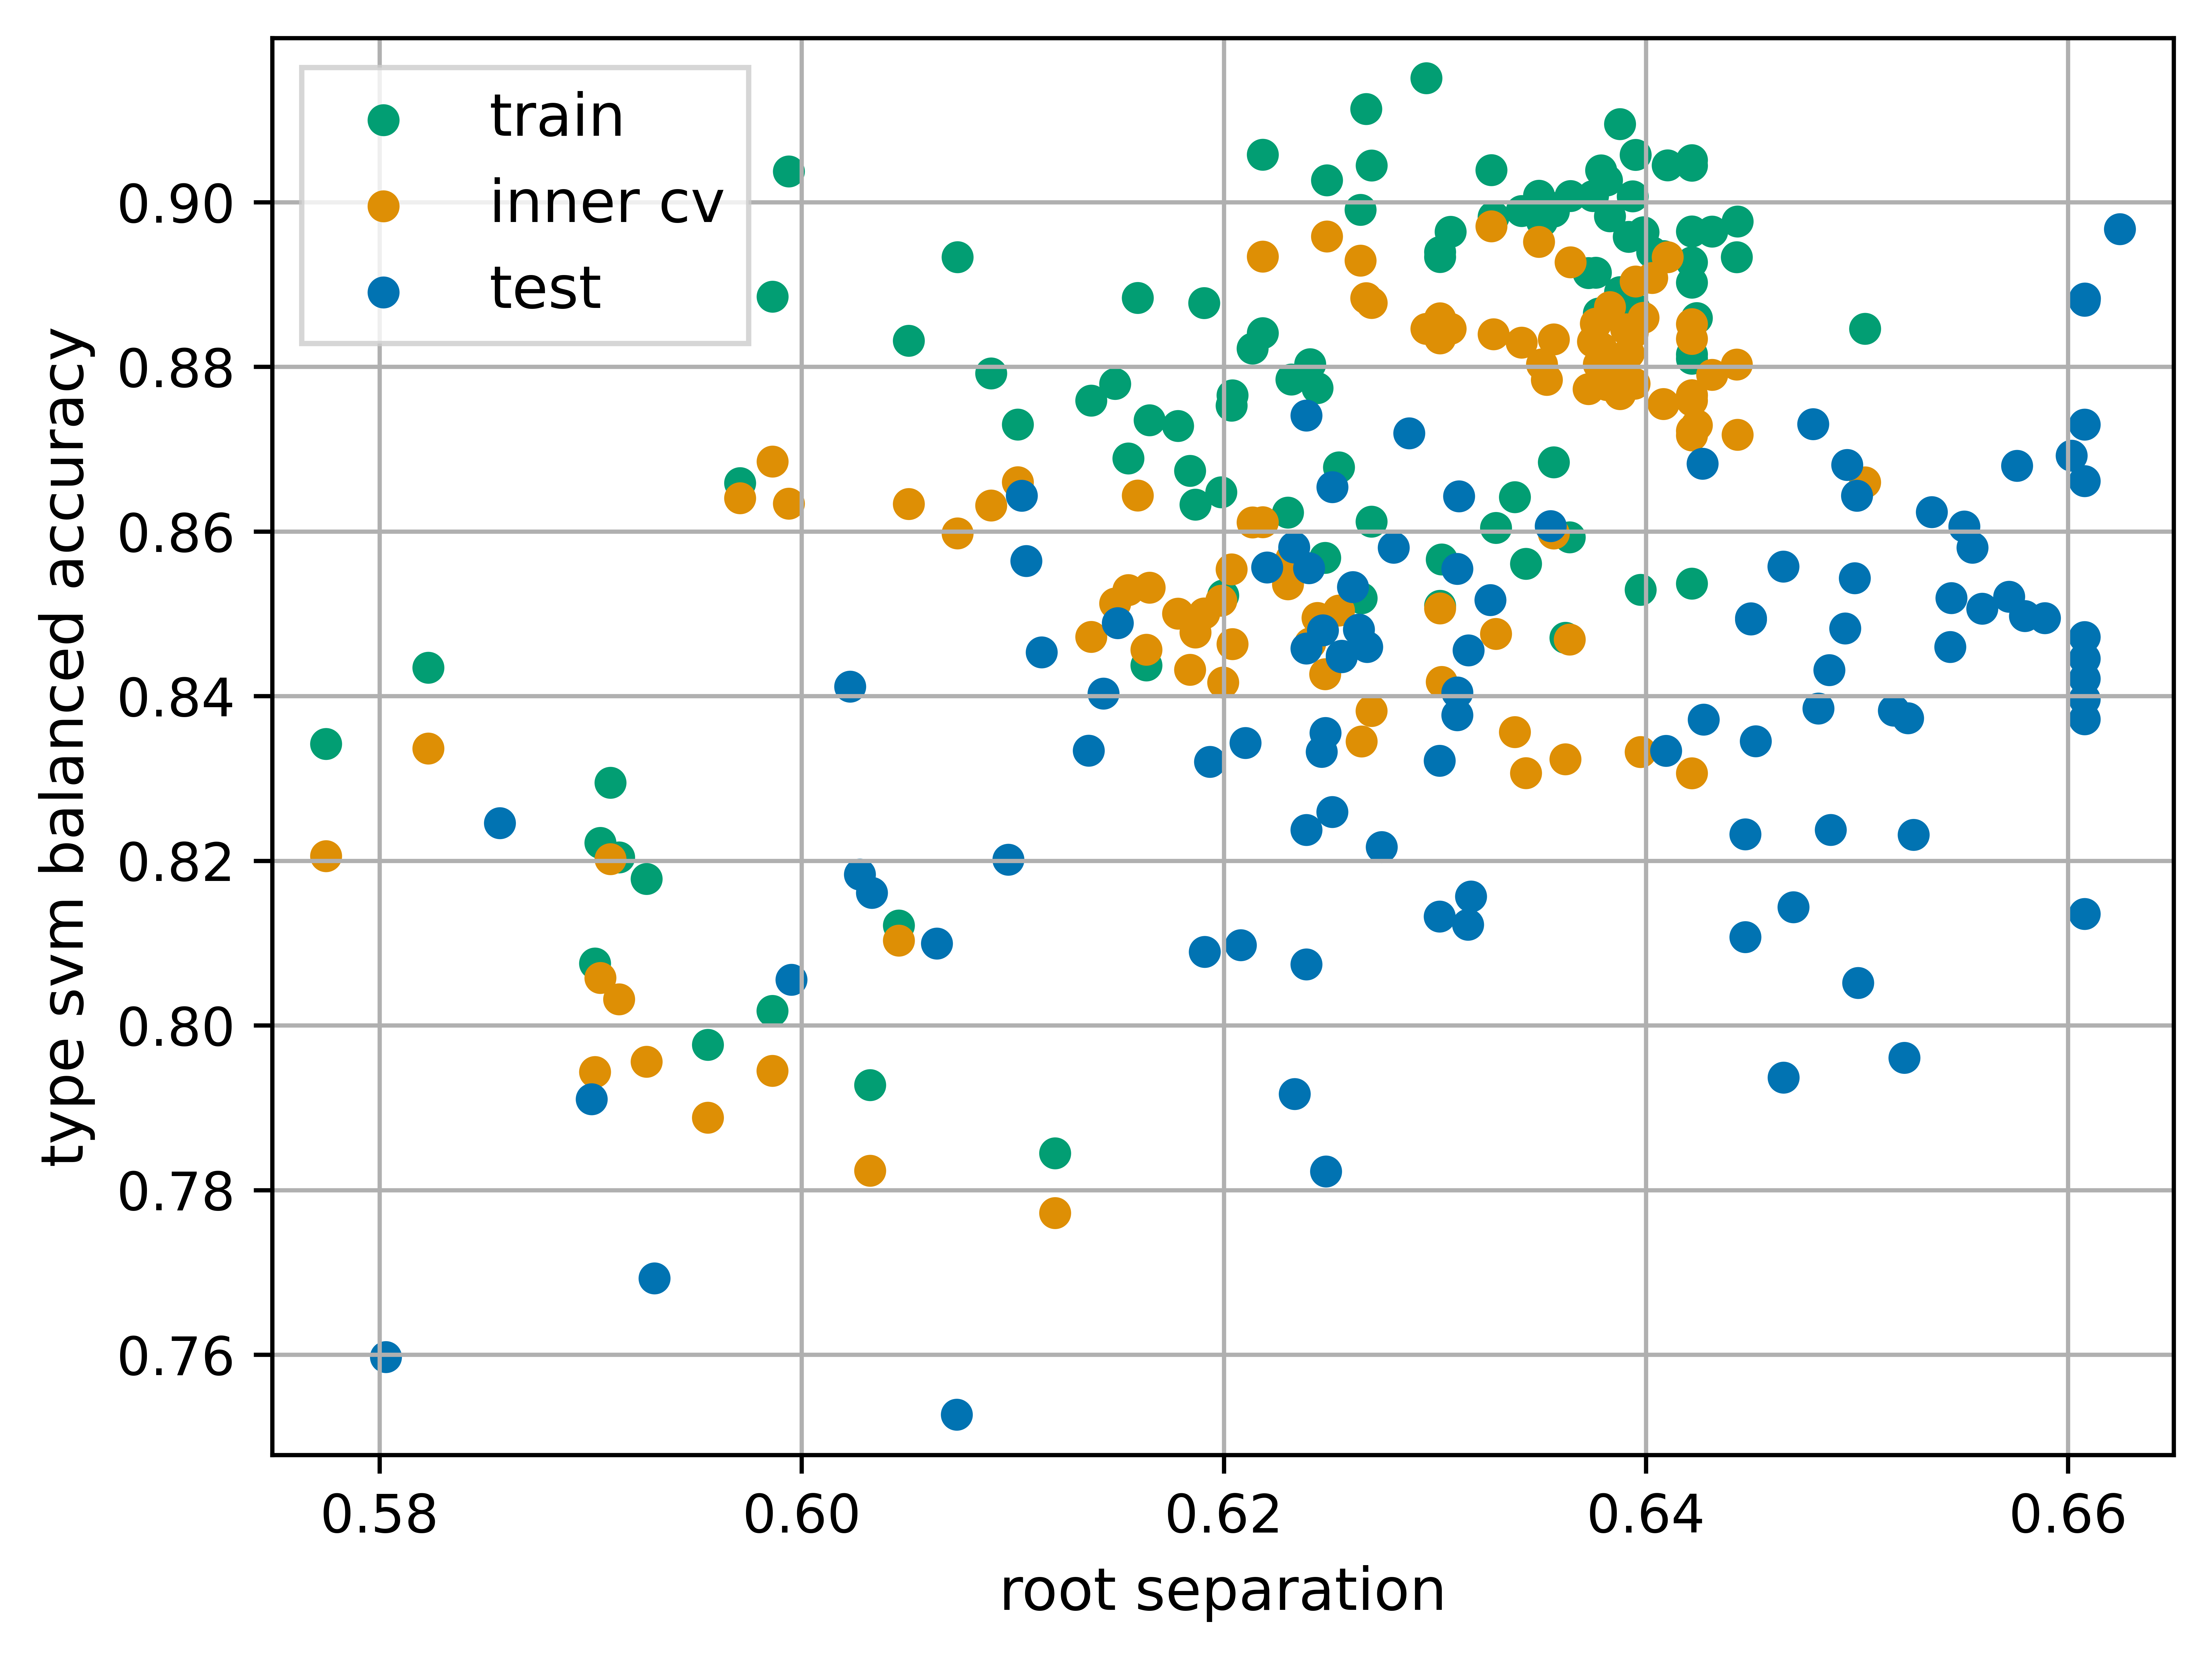 train
inner cv
test
0.90
0.88
0.86
0.84
0.82
0.80
0.78
0.76
type svm balanced accuracy
0.58
0.60
0.62
0.64
0.66
root separation